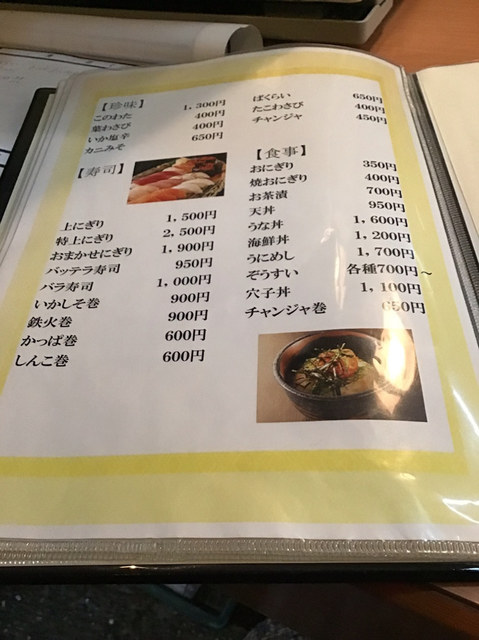 【珍味】
このわた 1,300円
葉わさび 400円
いか塩辛 400円
カニみそ 650円
ばくらい 650円
たこわさび 400円
チャンジャ 450円
【寿司】
上にぎり 1,500円
特上にぎり 2,500円
おまかせにぎり 1,900円
バッテラ寿司 950円
バラ寿司 1,000円
いかしそ巻 900円
鉄火巻 900円
かっぱ巻 600円
しんこ巻 600円
【食事】
おにぎり 350円
焼おにぎり 400円
お茶漬 700円
天丼 950円
うな丼 1,600円
海鮮丼 1,200円
うにめし 1,700円
ぞうすい 各種700円～
穴子丼 1,100円
チャンジャ巻 650円